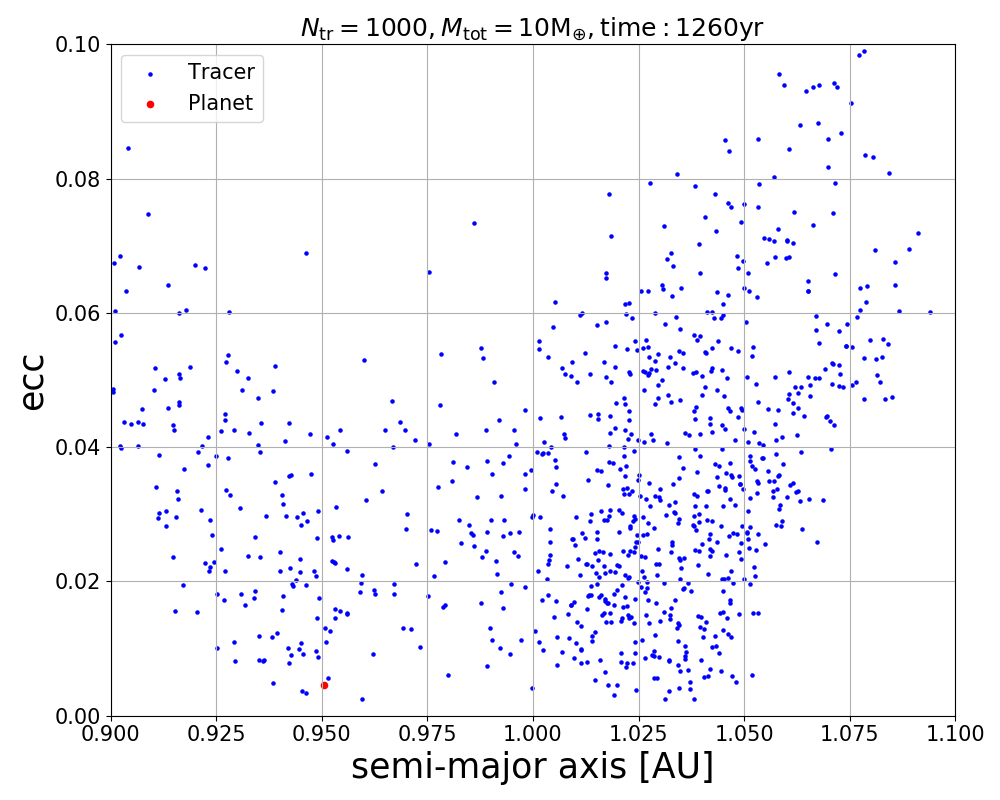 N_tr = 1000, M_tot = 10M_⊕, time : 1260yr
Tracer
Planet
0.10
0.08
0.06
0.04
0.02
0.00
ecc
0.900 0.925 0.950 0.975 1.000 1.025 1.050 1.075 1.100
semi-major axis [AU]